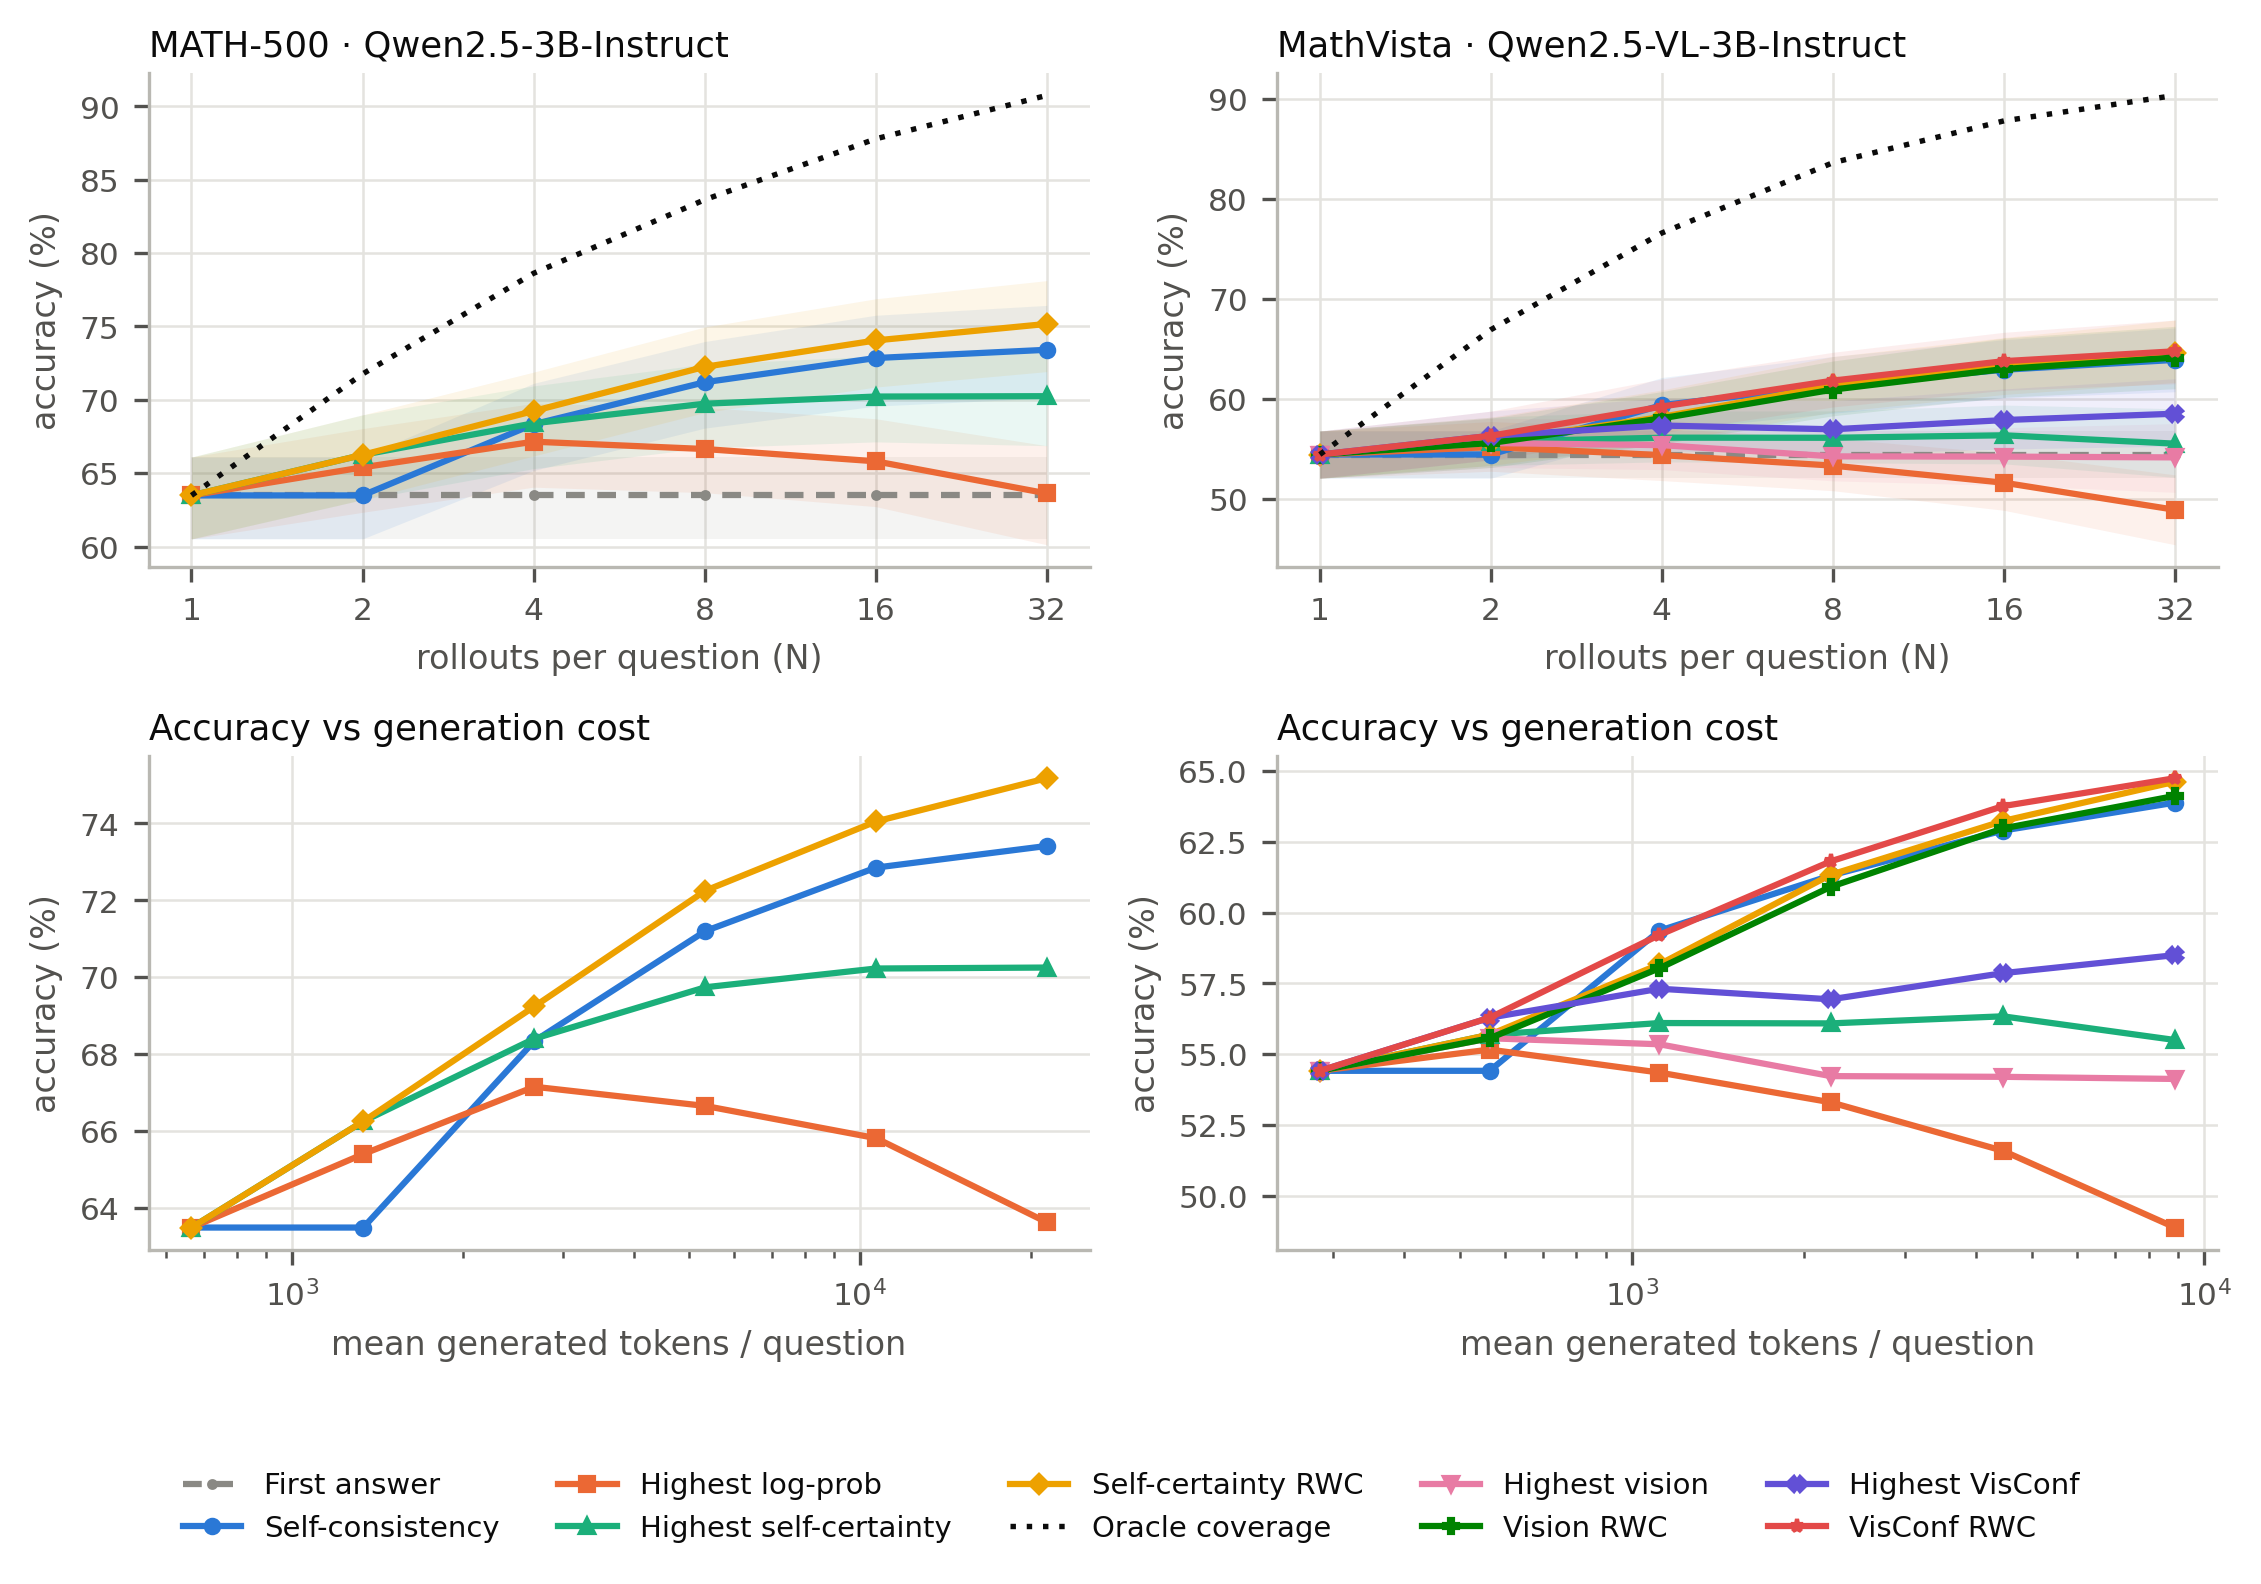 MATH-500 · Qwen2.5-3B-Instruct
accuracy (%)
90
85
80
75
70
65
60
1 2 4 8 16 32
rollouts per question (N)
MathVista · Qwen2.5-VL-3B-Instruct
accuracy (%)
90
80
70
60
50
1 2 4 8 16 32
rollouts per question (N)
Accuracy vs generation cost
accuracy (%)
74
72
70
68
66
64
10³ 10⁴
mean generated tokens / question
Accuracy vs generation cost
accuracy (%)
65.0
62.5
60.0
57.5
55.0
52.5
50.0
10³ 10⁴
mean generated tokens / question
First answer
Self-consistency
Highest log-prob
Highest self-certainty
Self-certainty RWC
Oracle coverage
Highest vision
Vision RWC
Highest VisConf
VisConf RWC